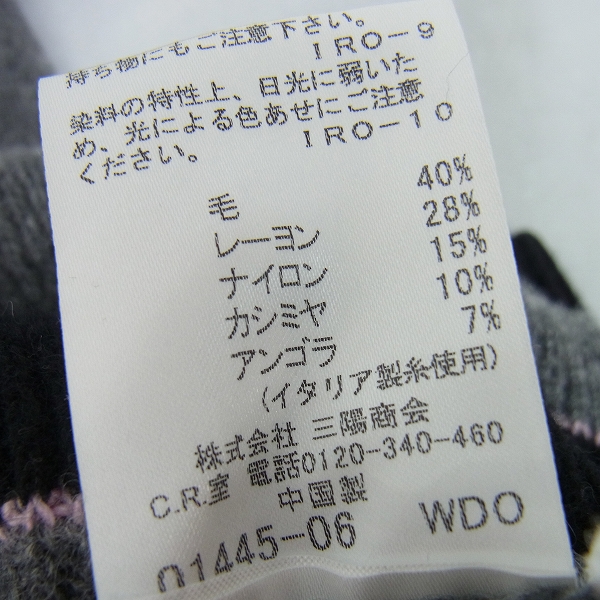 持ち物にもご注意下さい。
IRO-9
染料の特性上、日光に弱いた
め、光による色あせにご注意
ください。
IRO-10
毛 40%
レーヨン 28%
ナイロン 15%
カシミヤ 10%
アンゴラ 7%
(イタリア製糸使用)
株式会社 三陽商会
C.R.室 電話0120-340-460
中国製
01445-06 WDO